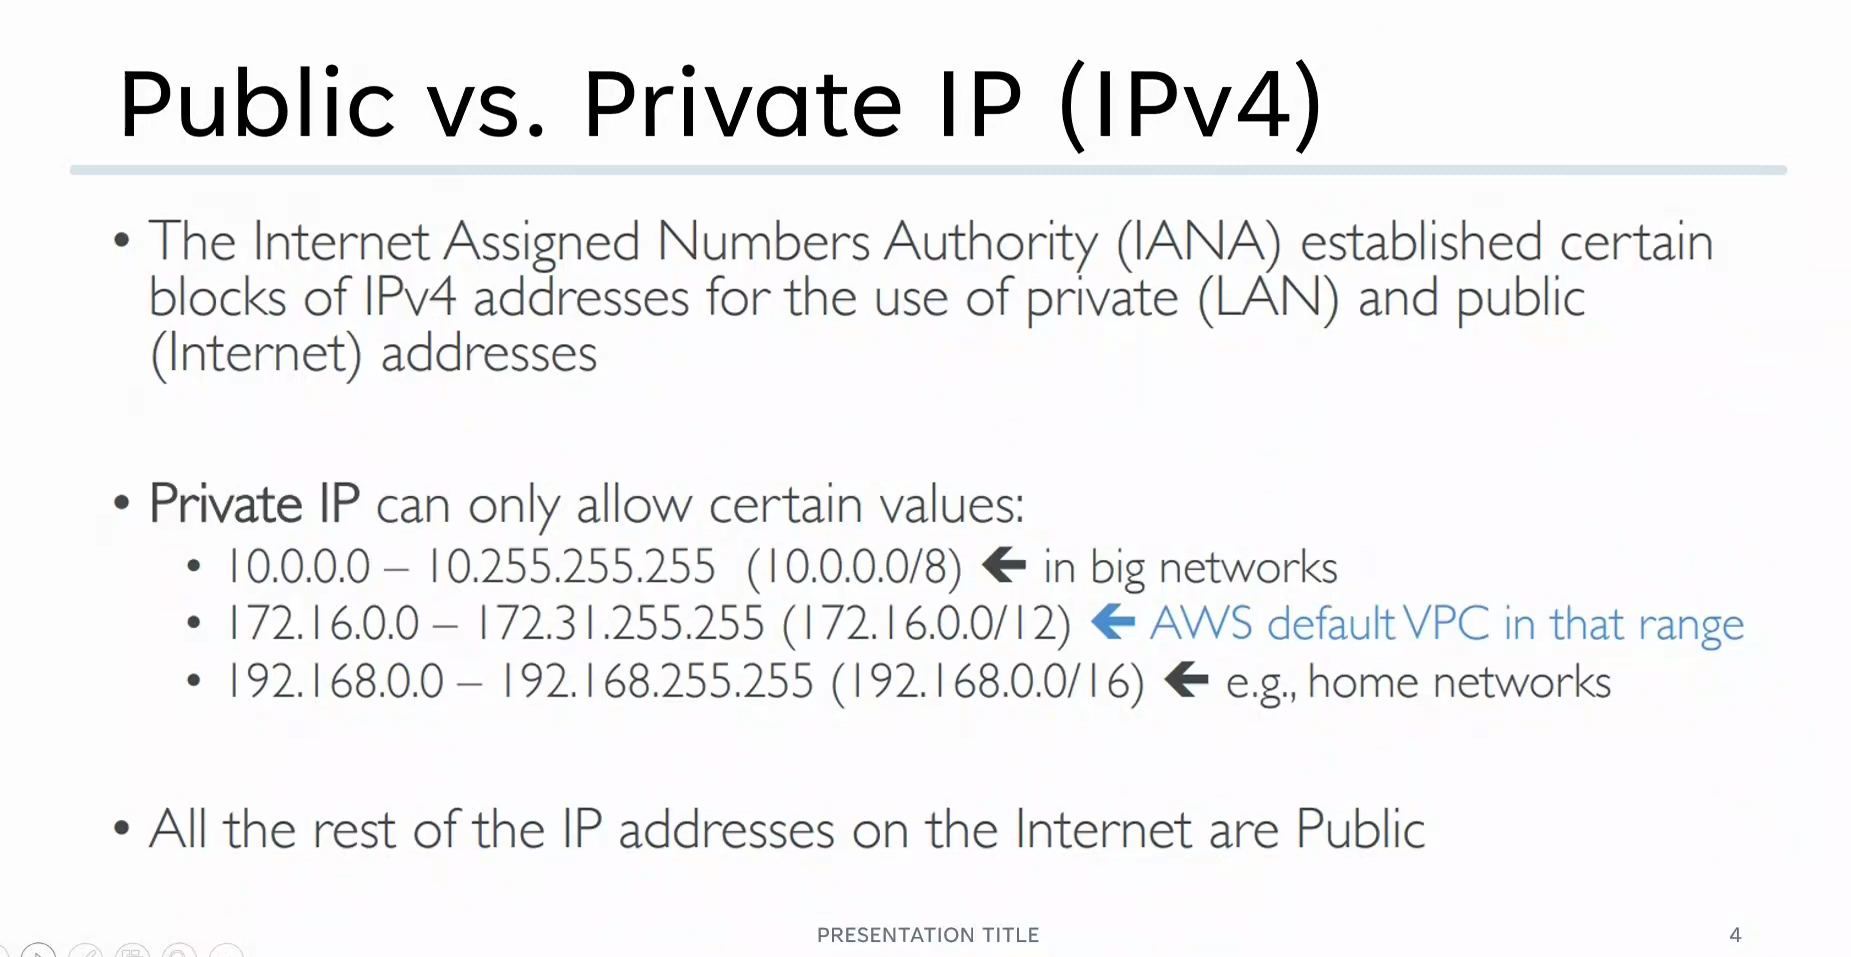 Public vs. Private IP (IPv4)
• The Internet Assigned Numbers Authority (IANA) established certain
blocks of IPv4 addresses for the use of private (LAN) and public
(Internet) addresses
• Private IP can only allow certain values:
• 10.0.0.0 – 10.255.255.255 (10.0.0.0/8) 🡸 in big networks
• 172.16.0.0 – 172.31.255.255 (172.16.0.0/12) 🡸 AWS default VPC in that range
• 192.168.0.0 – 192.168.255.255 (192.168.0.0/16) 🡸 e.g., home networks
• All the rest of the IP addresses on the Internet are Public
PRESENTATION TITLE
4